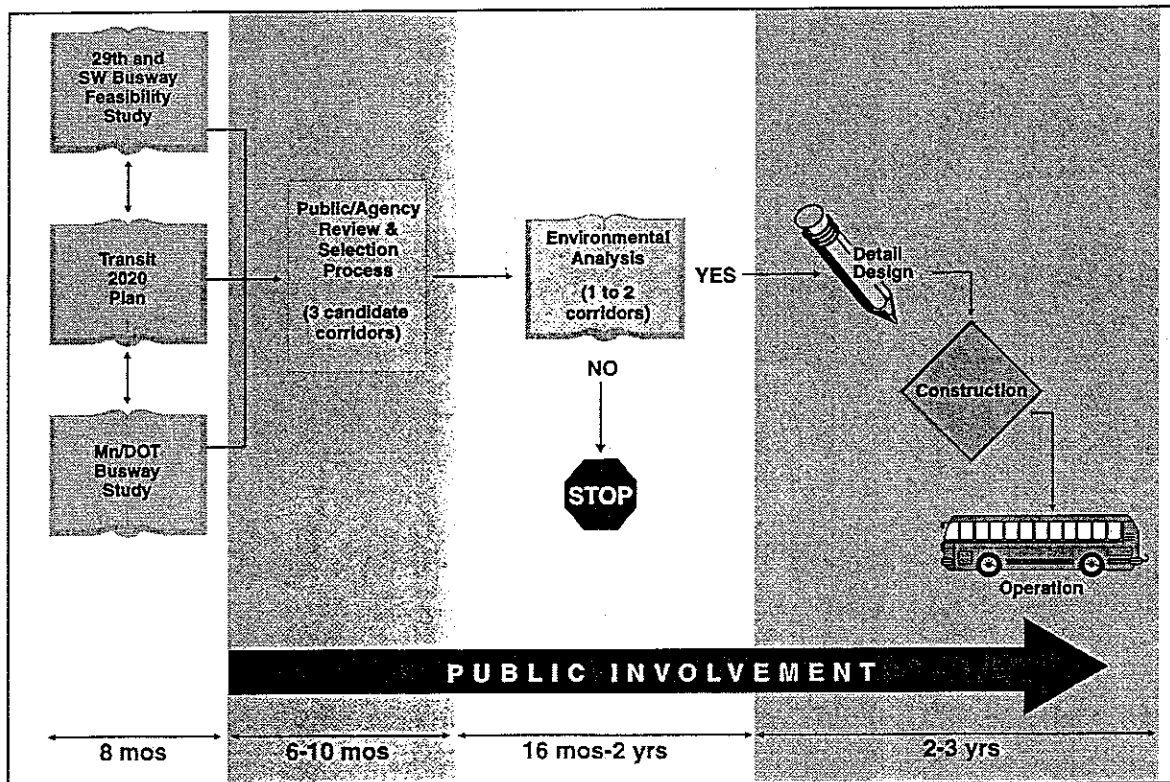 29th and
SW Busway
Feasibility
Study
Transit
2020
Plan
Mn/DOT
Busway
Study
Public/Agency
Review &
Selection
Process
(3 candidate
corridors)
Environmental
Analysis
(1 to 2
corridors)
YES
NO
STOP
Detail
Design
Construction
Operation
PUBLIC INVOLVEMENT
8 mos
6-10 mos
16 mos-2 yrs
2-3 yrs